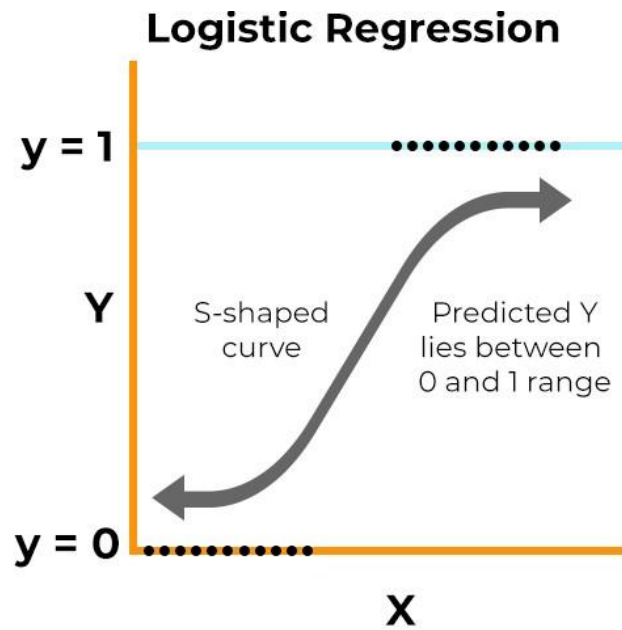 Logistic Regression
y = 1
Y
S-shaped
curve
Predicted Y
lies between
0 and 1 range
y = 0
X